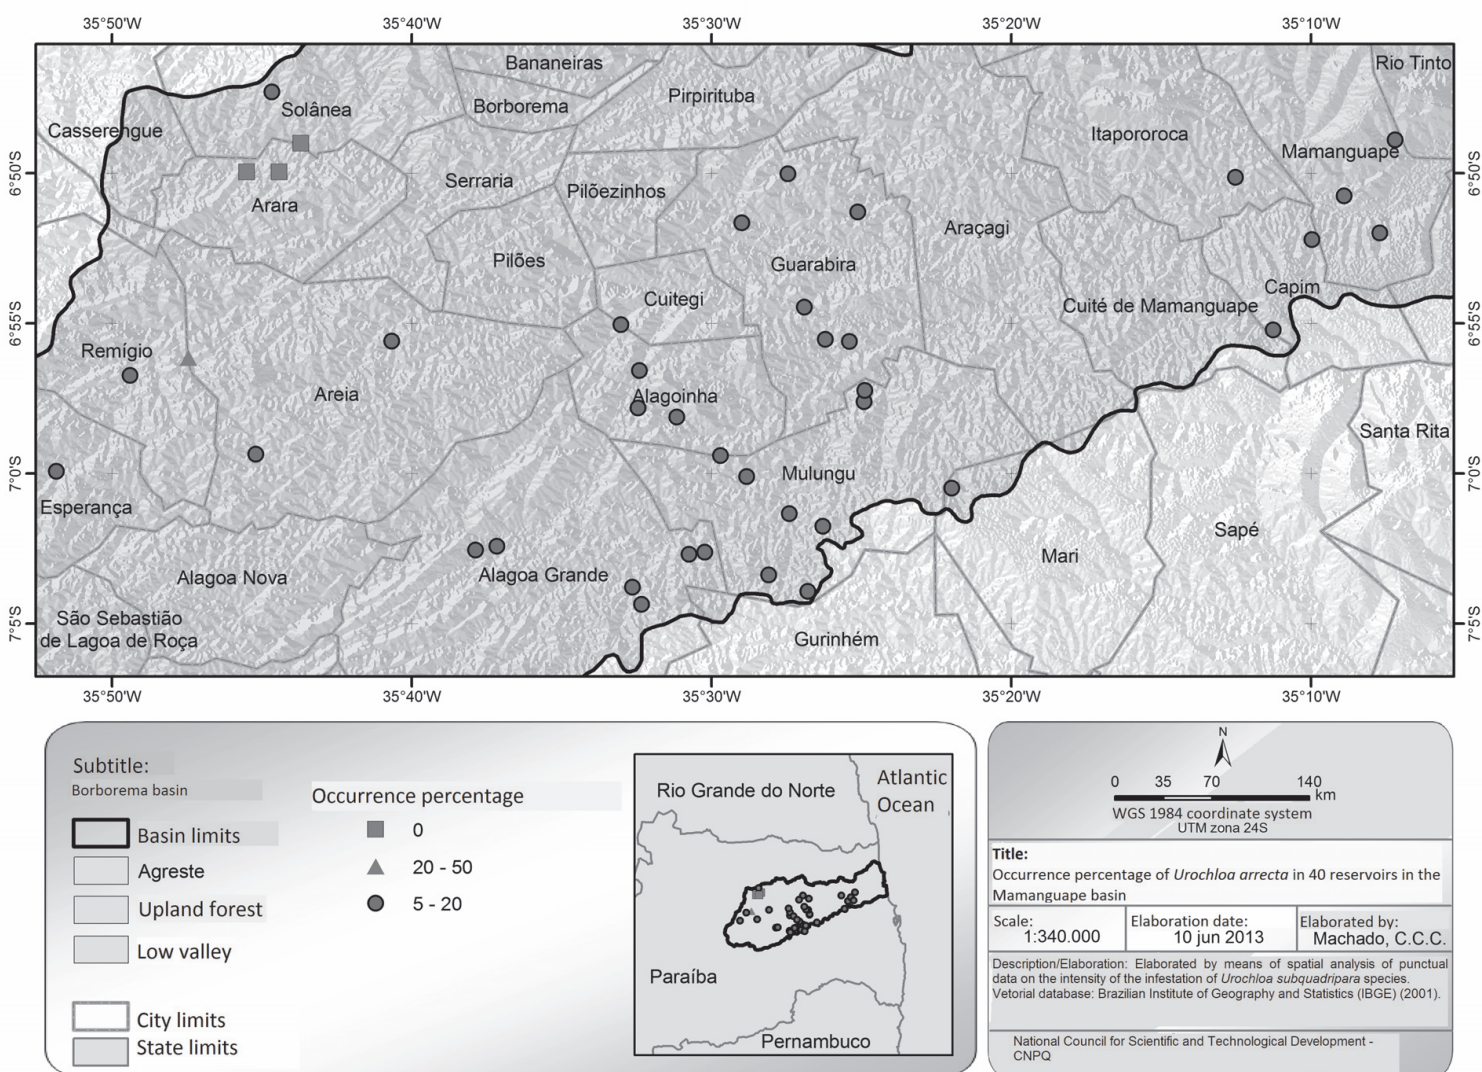 35°50'W 35°40'W 35°30'W 35°20'W 35°10'W
Bananeiras
Rio Tinto
Pirpirituba
Borborema
Solânea
Casserengue
Itapororoca
Mamanguape
6°50'S
6°50'S
Serraria
Pilõezinhos
Arara
Araçagi
Pilões
Guarabira
Cuitegi
Capim
Cuité de Mamanguape
6°55'S
6°55'S
Remígio
Areia
Alagoinha
Santa Rita
7°0'S
Mulungu
7°0'S
Esperança
Sapé
Mari
Alagoa Nova
Alagoa Grande
São Sebastião
de Lagoa de Roça
7°5'S
7°5'S
Gurinhém
35°50'W 35°40'W 35°30'W 35°20'W 35°10'W
Subtitle:
Borborema basin
Basin limits
Agreste
Upland forest
Low valley
City limits
State limits
Occurrence percentage
0
20 - 50
5 - 20
Rio Grande do Norte
Atlantic
Ocean
Paraíba
Pernambuco
N
0 35 70 140
km
WGS 1984 coordinate system
UTM zona 24S
Title:
Occurrence percentage of Urochloa arrecta in 40 reservoirs in the
Mamanguape basin
Scale:
1:340.000
Elaboration date:
10 jun 2013
Elaborated by:
Machado, C.C.C.
Description/Elaboration: Elaborated by means of spatial analysis of punctual
data on the intensity of the infestation of Urochloa subquadripara species.
Vetorial database: Brazilian Institute of Geography and Statistics (IBGE) (2001).
National Council for Scientific and Technological Development -
CNPQ